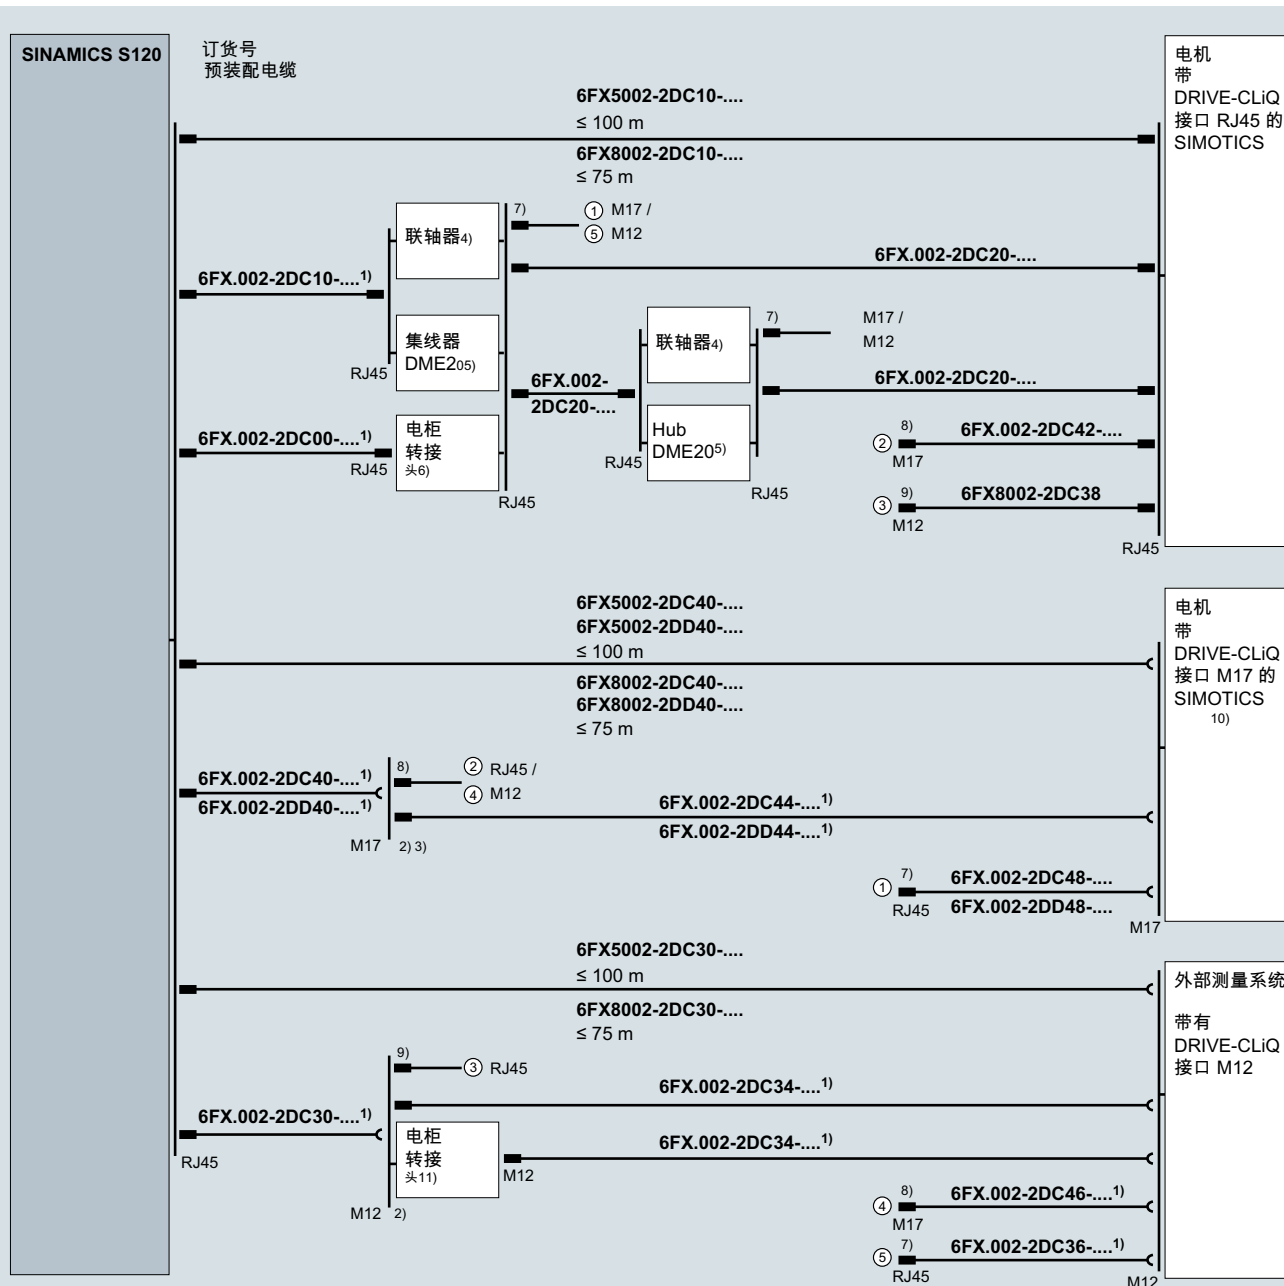 SINAMICS S120
订货号
预装配电缆
6FX5002-2DC10-....
≤ 100 m
6FX8002-2DC10-....
≤ 75 m
电机
带
DRIVE-CLiQ
接口 RJ45 的
SIMOTICS
联轴器4)
7)
① M17 /
⑤ M12
6FX.002-2DC20-....
6FX.002-2DC10-....1)
集线器
DME205)
RJ45
联轴器4)
7)
M17 /
M12
6FX.002-
2DC20-....
6FX.002-2DC20-....
6FX.002-2DC00-....1)
RJ45
电柜
转接
头6)
RJ45
RJ45
Hub
DME205)
RJ45
② 8)
M17
6FX.002-2DC42-....
③ 9)
M12
6FX8002-2DC38
RJ45
6FX5002-2DC40-....
6FX5002-2DD40-....
≤ 100 m
6FX8002-2DC40-....
6FX8002-2DD40-....
≤ 75 m
电机
带
DRIVE-CLiQ
接口 M17 的
SIMOTICS
10)
6FX.002-2DC40-....1)
6FX.002-2DD40-....1)
8)
② RJ45 /
④ M12
M17 2) 3)
6FX.002-2DC44-....1)
6FX.002-2DD44-....1)
① 7)
RJ45
6FX.002-2DC48-....
6FX.002-2DD48-....
M17
6FX5002-2DC30-....
≤ 100 m
6FX8002-2DC30-....
≤ 75 m
外部测量系统
带有
DRIVE-CLiQ
接口 M12
9)
③ RJ45
6FX.002-2DC34-....1)
6FX.002-2DC30-....1)
RJ45
电柜
转接
头11)
M12
6FX.002-2DC34-....1)
M12 2)
④ 8)
M17
6FX.002-2DC46-....1)
⑤ 7)
RJ45
6FX.002-2DC36-....1)
M12